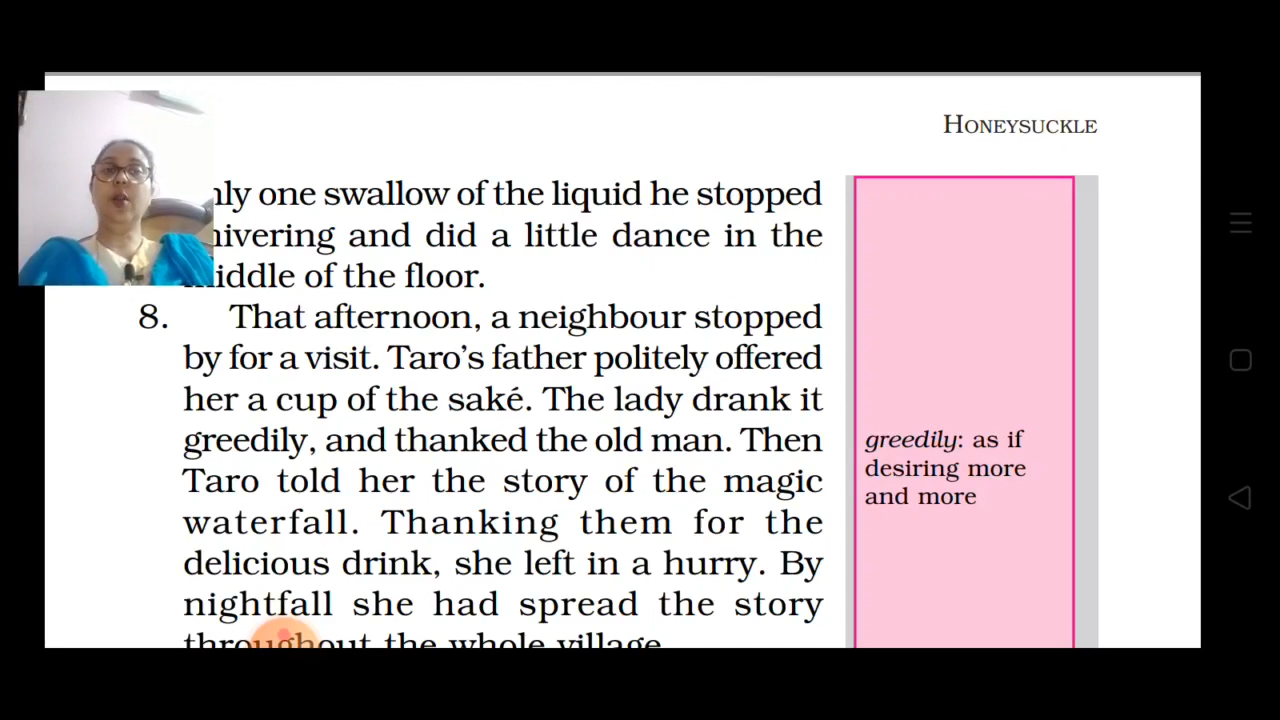 HONEYSUCKLE
one swallow of the liquid he stopped
and did a little dance in the
of the floor.
8. That afternoon, a neighbour stopped
by for a visit. Taro's father politely offered
her a cup of the saké. The lady drank it
greedily, and thanked the old man. Then
Taro told her the story of the magic
waterfall. Thanking them for the
delicious drink, she left in a hurry. By
nightfall she had spread the story
throughout the whole village.
greedily: as if
desiring more
and more